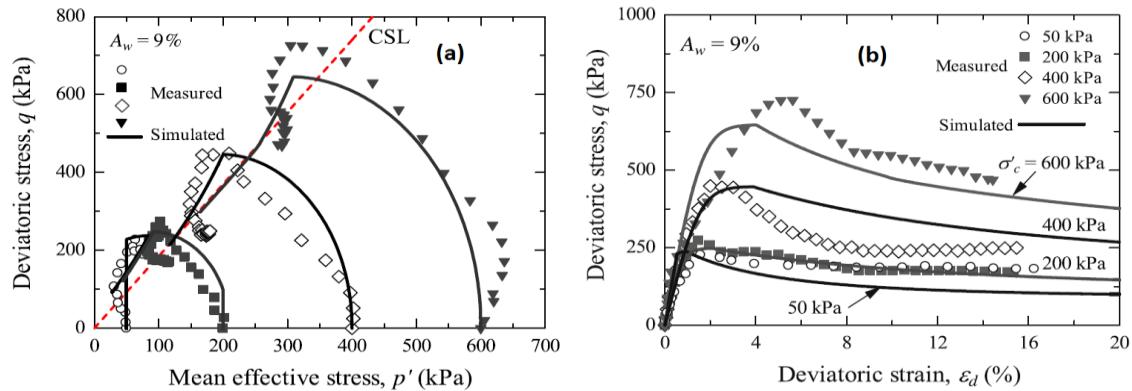 (a)
A_w = 9%
CSL
Measured
Simulated
Deviatoric stress, q (kPa)
800
600
400
200
0
0 100 200 300 400 500 600 700
Mean effective stress, p′ (kPa)
(b)
A_w = 9%
50 kPa
200 kPa
Measured
400 kPa
600 kPa
Simulated
σ′_c = 600 kPa
400 kPa
200 kPa
50 kPa
Deviatoric stress, q (kPa)
1000
750
500
250
0
0 4 8 12 16 20
Deviatoric strain, ε_d (%)